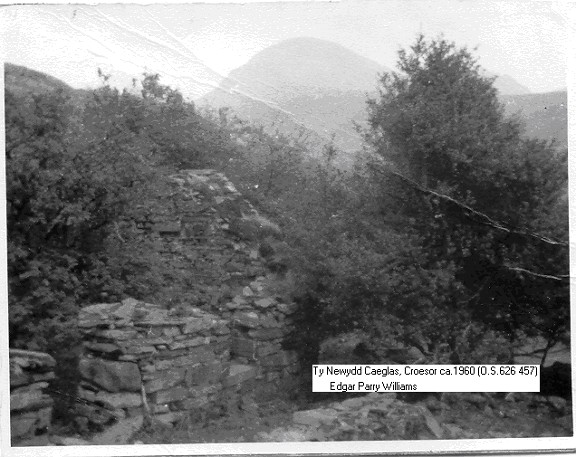 Ty Newydd Caeglas, Croesor ca.1960 (O.S.626 457)
Edgar Parry Williams